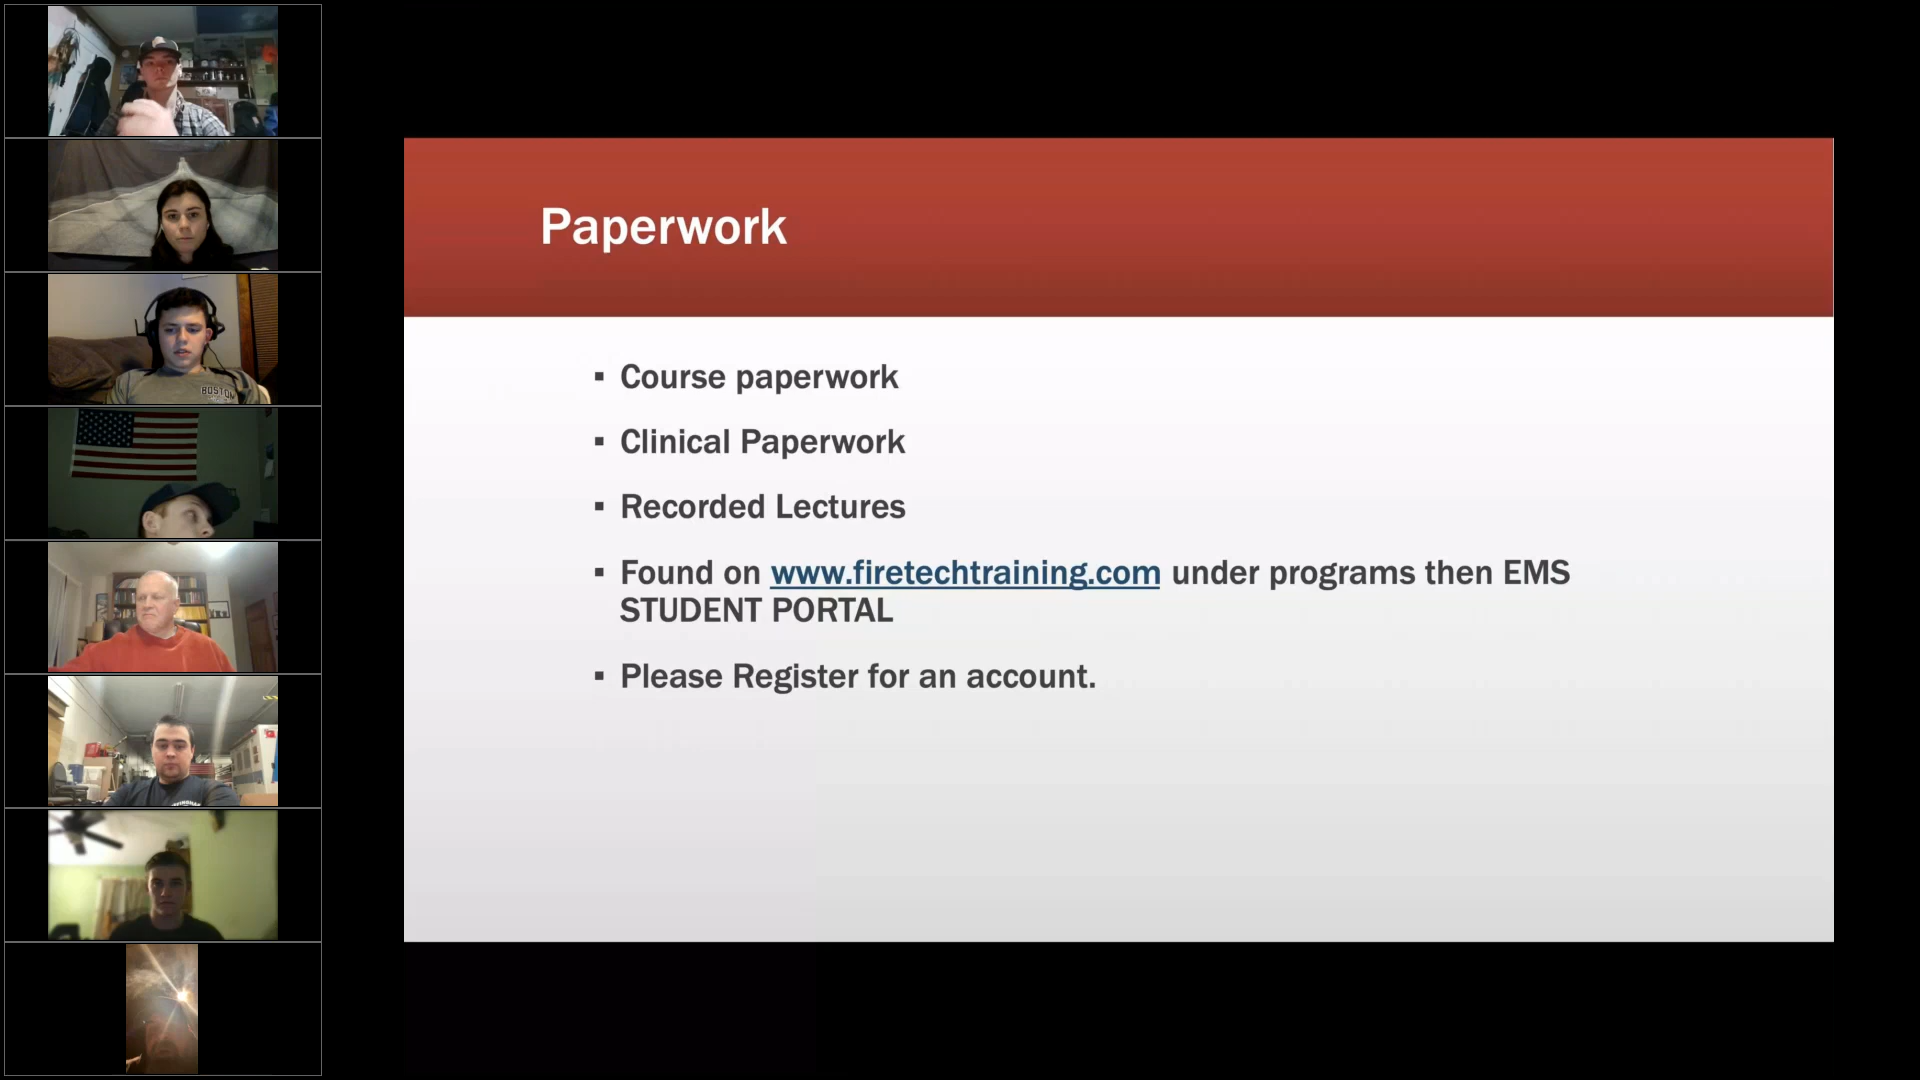 Paperwork
▪ Course paperwork
▪ Clinical Paperwork
▪ Recorded Lectures
▪ Found on www.firetechtraining.com under programs then EMS
STUDENT PORTAL
▪ Please Register for an account.
BOSTON